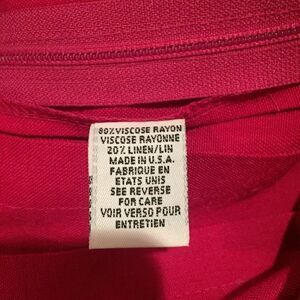 80%VISCOSE RAYON
VISCOSE RAYONNE
20% LINEN/LIN
MADE IN U.S.A.
FABRIQUE EN
ETATS UNIS
SEE REVERSE
FOR CARE
VOIR VERSO POUR
ENTRETIEN